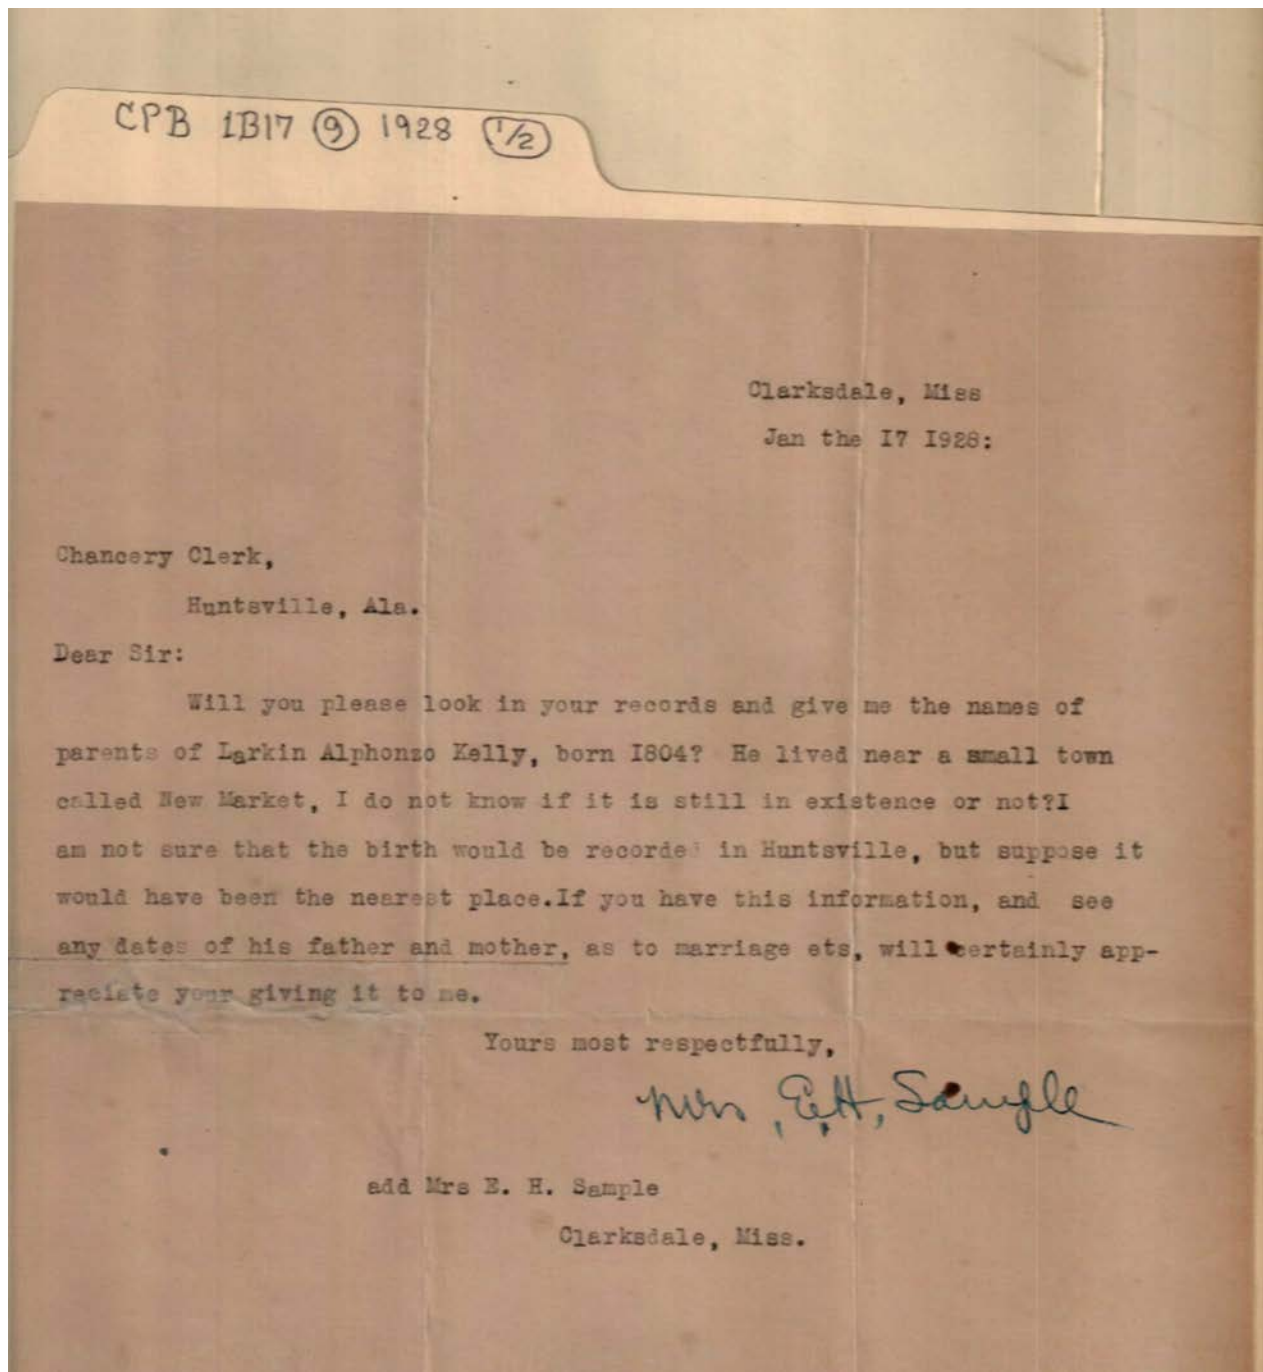 CPB 1B17 9 1928 1/2
Clarksdale, Miss
Jan the I7 I928:
Chancery Clerk,
Huntsville, Ala.
Dear Sir:
Will you please look in your records and give me the names of
parents of Larkin Alphonzo Kelly, born I804? He lived near a small town
called New Market, I do not know if it is still in existence or not?I
am not sure that the birth would be recorded in Huntsville, but suppose it
would have been the nearest place.If you have this information, and see
any dates of his father and mother, as to marriage ets, will certainly app-
reciate your giving it to me.
Yours most respectfully,
Mrs, E,H, Sample
add Mrs E. H. Sample
Clarksdale, Miss.